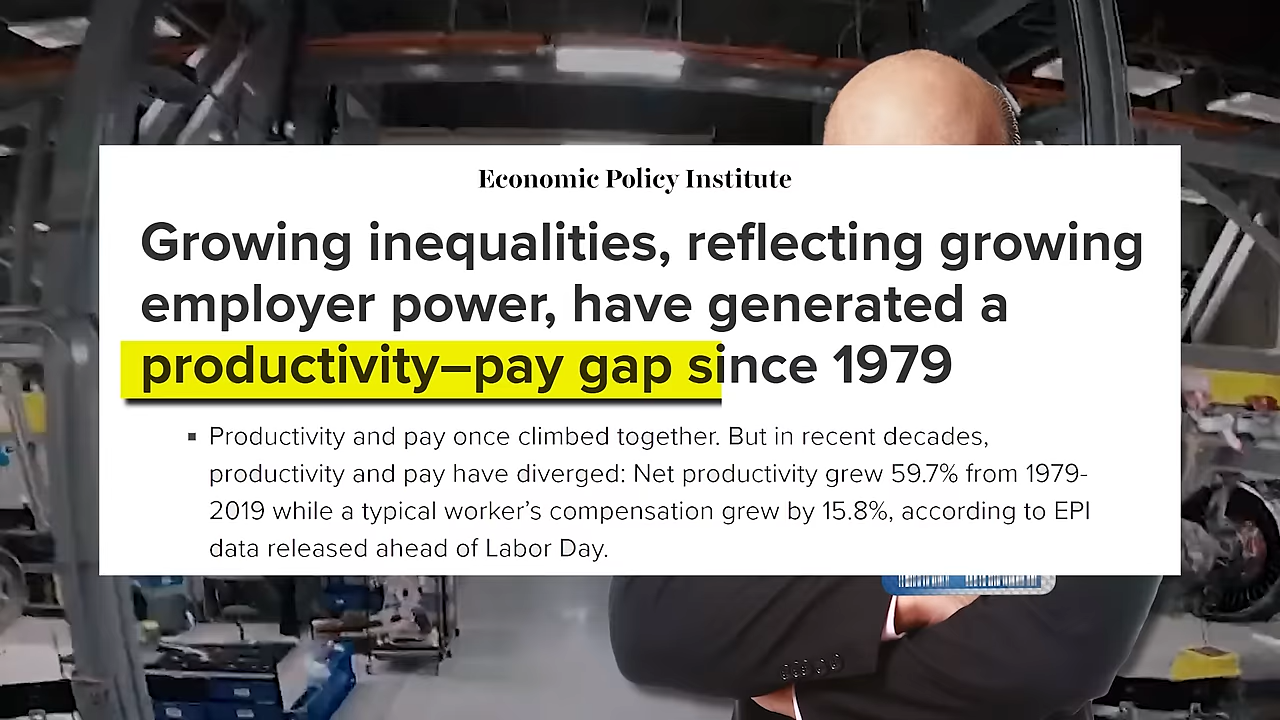 Economic Policy Institute
Growing inequalities, reflecting growing
employer power, have generated a
productivity–pay gap since 1979
▪ Productivity and pay once climbed together. But in recent decades,
productivity and pay have diverged: Net productivity grew 59.7% from 1979-
2019 while a typical worker’s compensation grew by 15.8%, according to EPI
data released ahead of Labor Day.